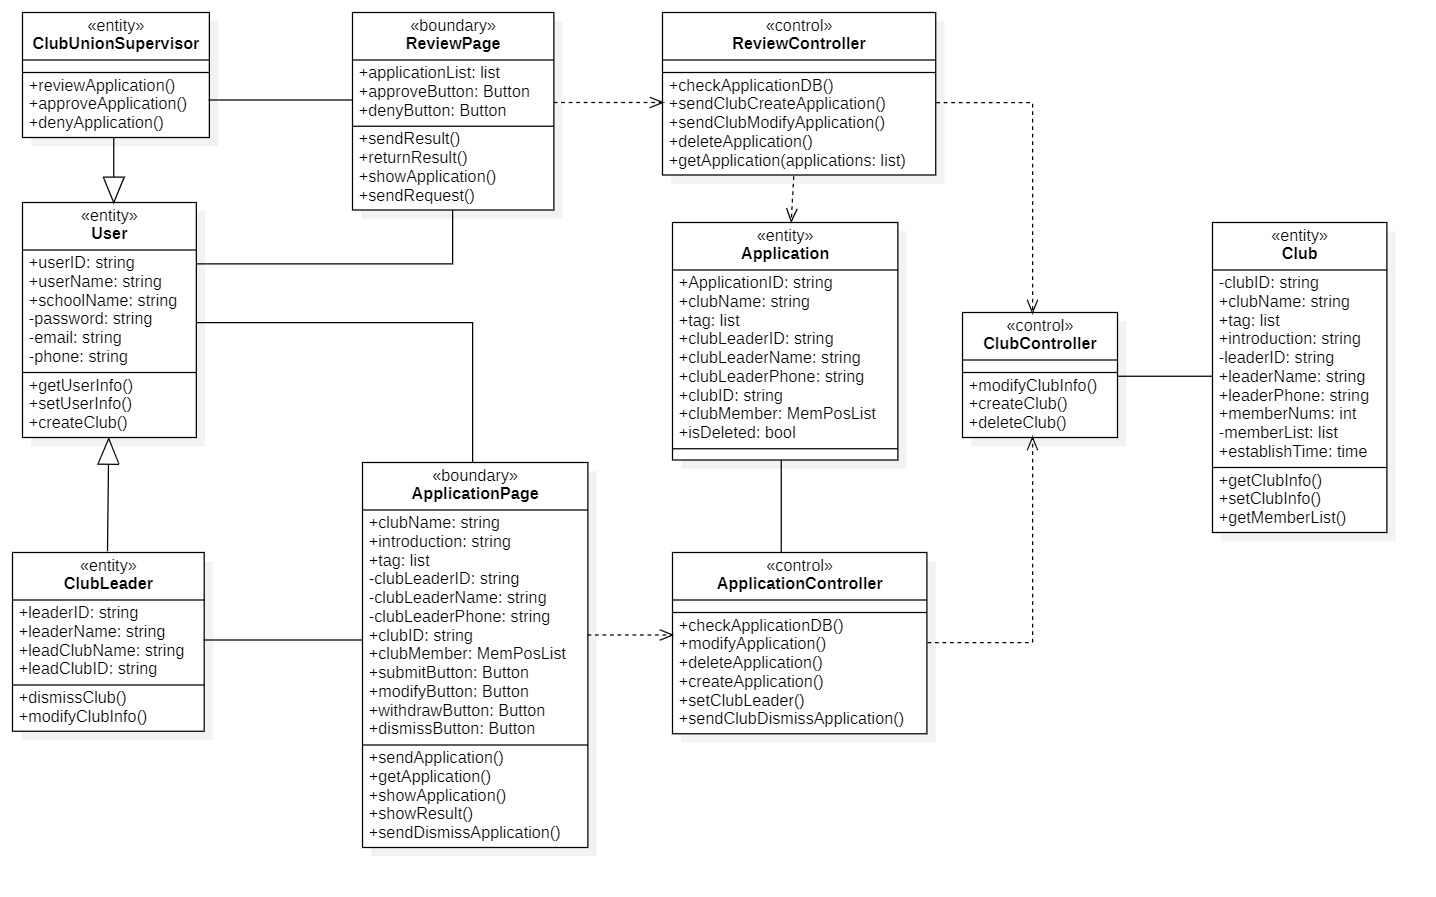 «entity»
ClubUnionSupervisor
+reviewApplication()
+approveApplication()
+denyApplication()
«boundary»
ReviewPage
+applicationList: list
+approveButton: Button
+denyButton: Button
+sendResult()
+returnResult()
+showApplication()
+sendRequest()
«control»
ReviewController
+checkApplicationDB()
+sendClubCreateApplication()
+sendClubModifyApplication()
+deleteApplication()
+getApplication(applications: list)
«entity»
User
+userID: string
+userName: string
+schoolName: string
-password: string
-email: string
-phone: string
+getUserInfo()
+setUserInfo()
+createClub()
«entity»
Application
+ApplicationID: string
+clubName: string
+tag: list
+clubLeaderID: string
+clubLeaderName: string
+clubLeaderPhone: string
+clubID: string
+clubMember: MemPosList
+isDeleted: bool
«control»
ClubController
+modifyClubInfo()
+createClub()
+deleteClub()
«entity»
Club
-clubID: string
+clubName: string
+tag: list
+introduction: string
-leaderID: string
+leaderName: string
+leaderPhone: string
+memberNums: int
-memberList: list
+establishTime: time
+getClubInfo()
+setClubInfo()
+getMemberList()
«entity»
ClubLeader
+leaderID: string
+leaderName: string
+leadClubName: string
+leadClubID: string
+dismissClub()
+modifyClubInfo()
«boundary»
ApplicationPage
+clubName: string
+introduction: string
+tag: list
-clubLeaderID: string
-clubLeaderName: string
-clubLeaderPhone: string
+clubID: string
+clubMember: MemPosList
+submitButton: Button
+modifyButton: Button
+withdrawButton: Button
+dismissButton: Button
+sendApplication()
+getApplication()
+showApplication()
+showResult()
+sendDismissApplication()
«control»
ApplicationController
+checkApplicationDB()
+modifyApplication()
+deleteApplication()
+createApplication()
+setClubLeader()
+sendClubDismissApplication()